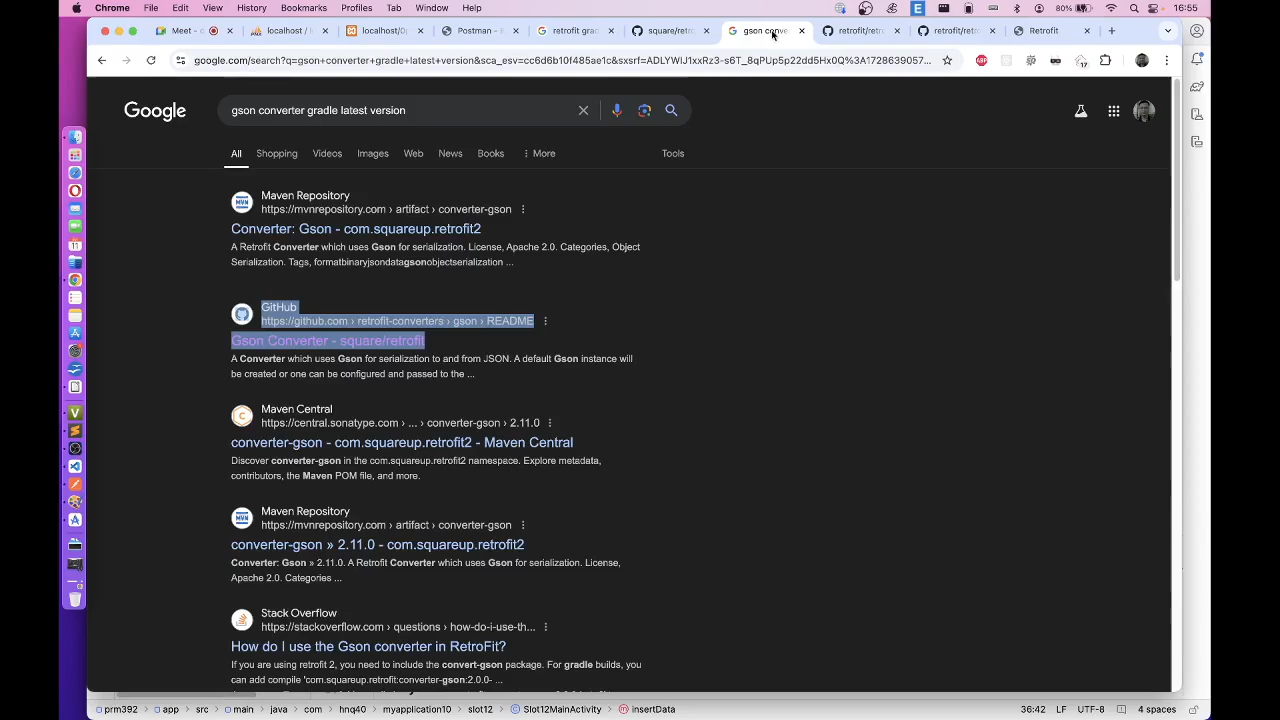 Chrome File Edit View History Bookmarks Profiles Tab Window Help 80% 16:55
Meet - localhost / l localhost/D Postman - F retrofit grad square/retro gson conve retrofit/retro retrofit/retro Retrofit
google.com/search?q=gson+converter+gradle+latest+version&sca_esv=cc6d6b10f485ae1c&sxsrf=ADLYWIJ1xxRz3-s6T_8qPUp5p22dd5Hx0Q%3A1728639057... 17
Google gson converter gradle latest version
All Shopping Videos Images Web News Books More Tools
Maven Repository
https://mvnrepository.com › artifact › converter-gson
Converter: Gson - com.squareup.retrofit2
A Retrofit Converter which uses Gson for serialization. License, Apache 2.0. Categories, Object
Serialization. Tags, formatbinaryjsondatagsonobjectserialization ...
GitHub
https://github.com › retrofit-converters › gson › README
Gson Converter - square/retrofit
A Converter which uses Gson for serialization to and from JSON. A default Gson instance will
be created or one can be configured and passed to the ...
Maven Central
https://central.sonatype.com › ... › converter-gson › 2.11.0
converter-gson - com.squareup.retrofit2 - Maven Central
Discover converter-gson in the com.squareup.retrofit2 namespace. Explore metadata,
contributors, the Maven POM file, and more.
Maven Repository
https://mvnrepository.com › artifact › converter-gson
converter-gson » 2.11.0 - com.squareup.retrofit2
Converter: Gson » 2.11.0. A Retrofit Converter which uses Gson for serialization. License,
Apache 2.0. Categories ...
Stack Overflow
https://stackoverflow.com › questions › how-do-i-use-th...
How do I use the Gson converter in RetroFit?
If you are using retrofit 2, you need to include the convert-gson package. For gradle builds, you
can add compile 'com.squareup.retrofit:converter-gson:2.0.0- ...
prm392 app src main java com hnq40 myapplication10 slot12 Slot12MainActivity insertData 36:42 LF UTF-8 4 spaces